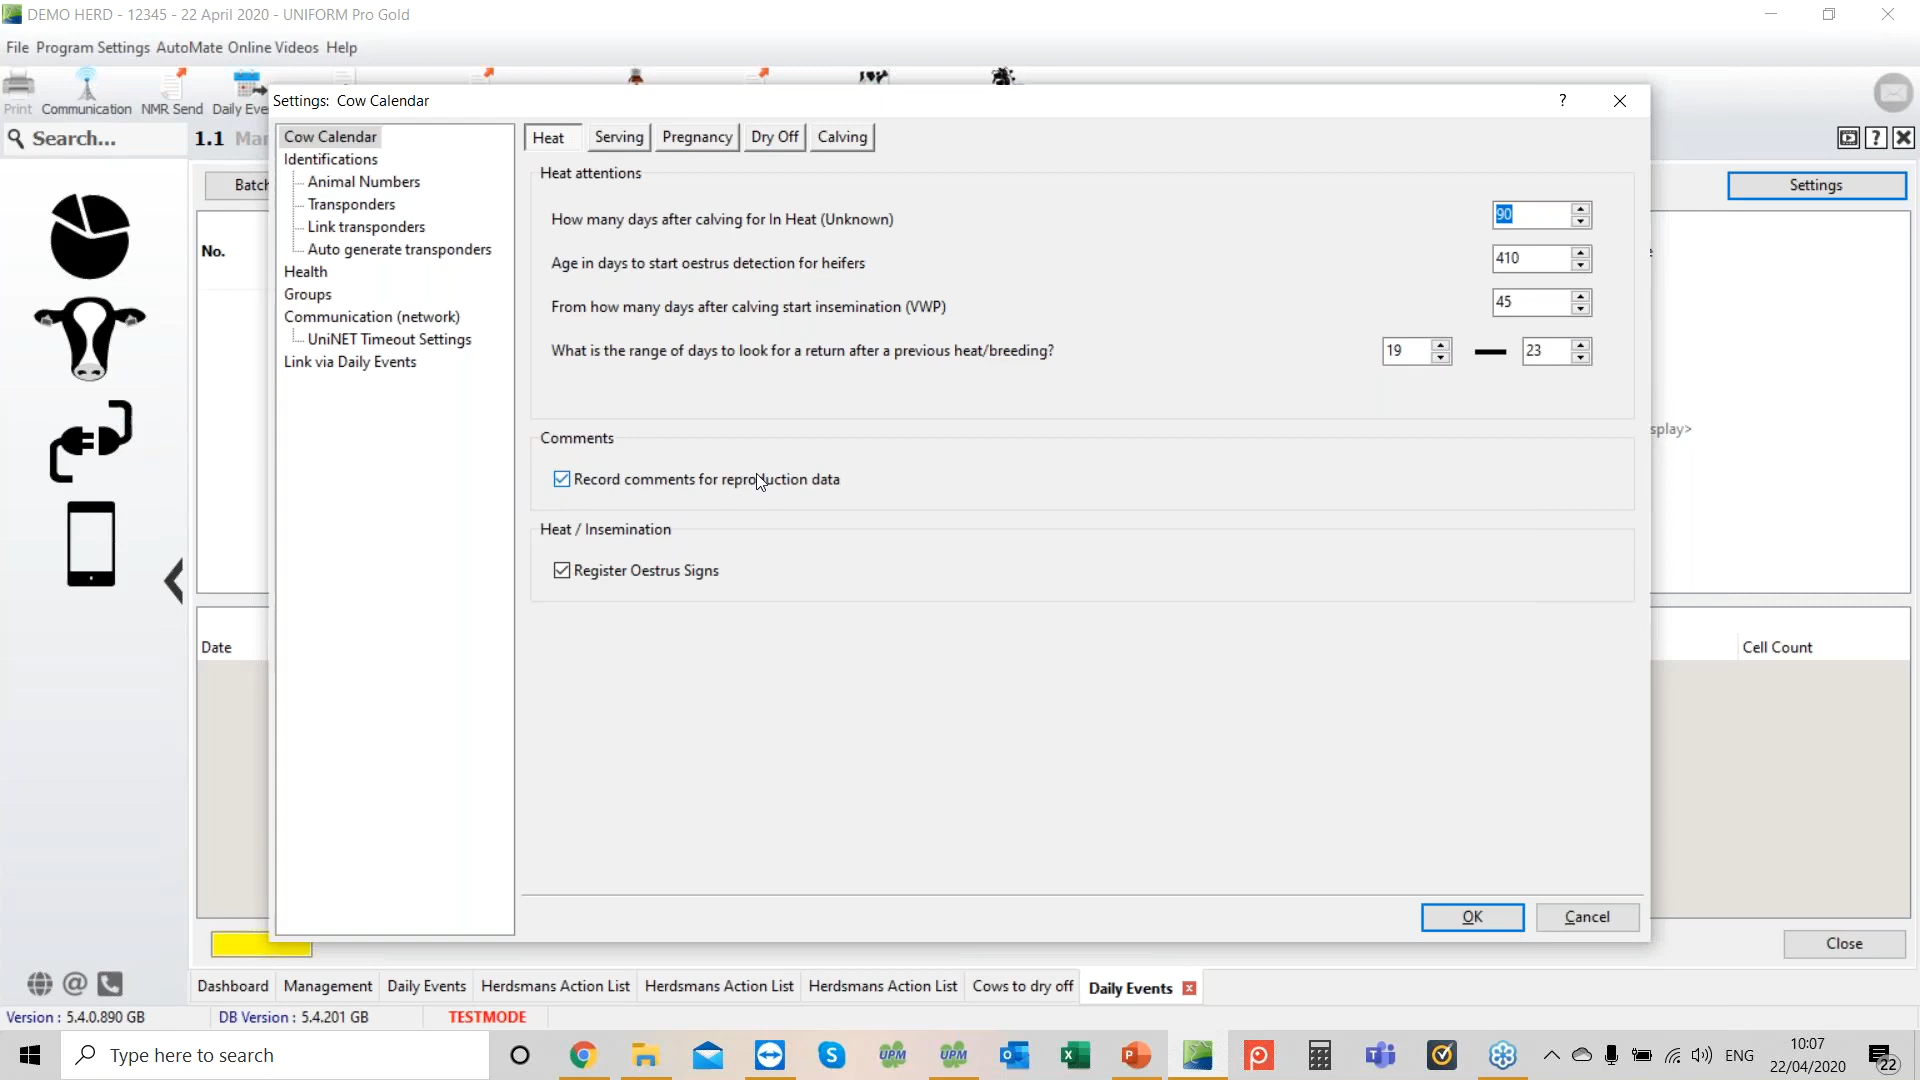 DEMO HERD - 12345 - 22 April 2020 - UNIFORM Pro Gold
File Program Settings AutoMate Online Videos Help
Print Communication NMR Send Daily Eve
Search... 1.1 Mar
Settings: Cow Calendar ?
Cow Calendar
Identifications
Animal Numbers
Transponders
Link transponders
Auto generate transponders
Health
Groups
Communication (network)
UniNET Timeout Settings
Link via Daily Events
Heat Serving Pregnancy Dry Off Calving
Heat attentions
How many days after calving for In Heat (Unknown) 90
Age in days to start oestrus detection for heifers 410
From how many days after calving start insemination (VWP) 45
What is the range of days to look for a return after a previous heat/breeding? 19 23
Comments
Record comments for reproduction data
Heat / Insemination
Register Oestrus Signs
OK Cancel
Batch
Settings
No.
splay>
Date
Cell Count
Close
Dashboard Management Daily Events Herdsmans Action List Herdsmans Action List Herdsmans Action List Cows to dry off Daily Events
Version : 5.4.0.890 GB DB Version : 5.4.201 GB TESTMODE
Type here to search
ENG
10:07
22/04/2020
22